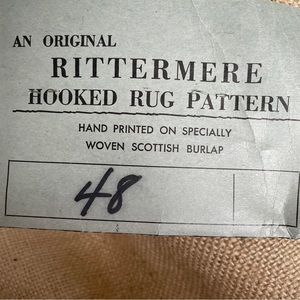 AN ORIGINAL
RITTERMERE
HOOKED RUG PATTERN
HAND PRINTED ON SPECIALLY
WOVEN SCOTTISH BURLAP
48